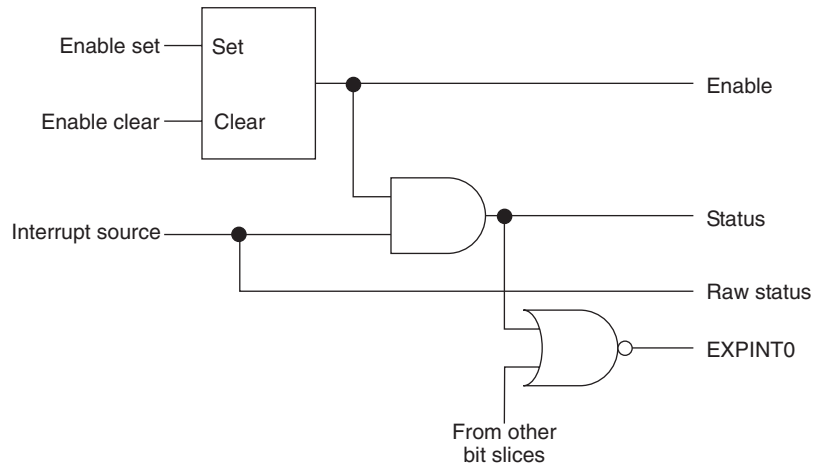 Enable set
Set
Enable
Enable clear
Clear
Interrupt source
Status
Raw status
EXPINT0
From other
bit slices